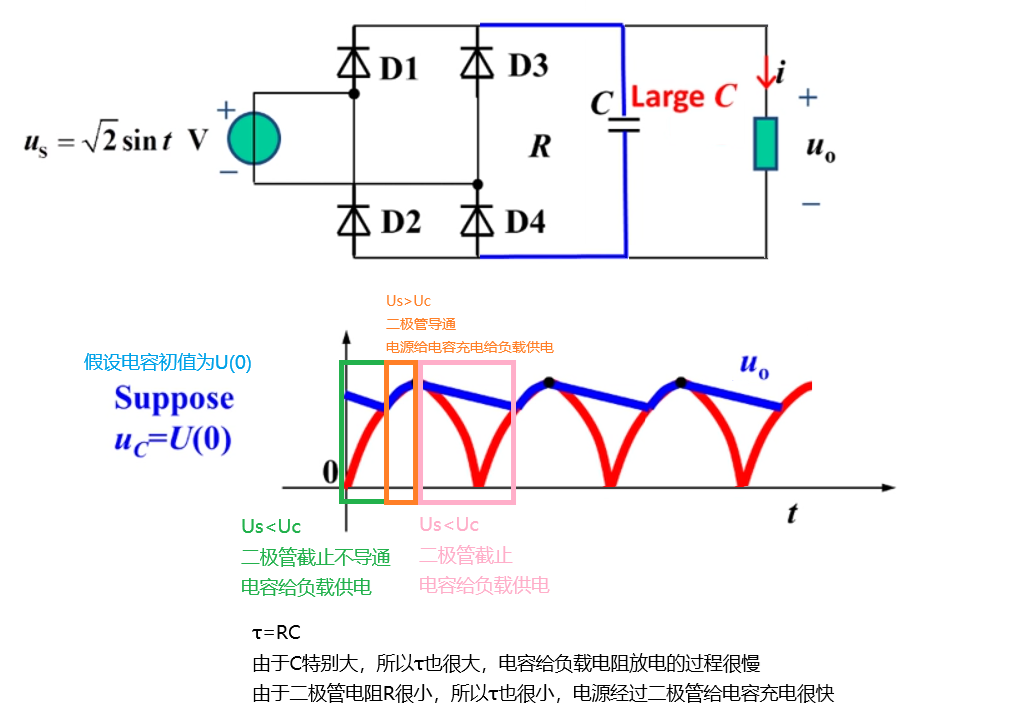 D1
D3
i
+
C
Large C
+
uₛ = √2 sin t V
R
uₒ
−
−
D2
D4
Us>Uc
二极管导通
电源给电容充电给负载供电
假设电容初值为U(0)
uₒ
Suppose
u_C=U(0)
0
t
Us<Uc
二极管截止不导通
电容给负载供电
Us<Uc
二极管截止
电容给负载供电
τ=RC
由于C特别大，所以τ也很大，电容给负载电阻放电的过程很慢
由于二极管电阻R很小，所以τ也很小，电源经过二极管给电容充电很快